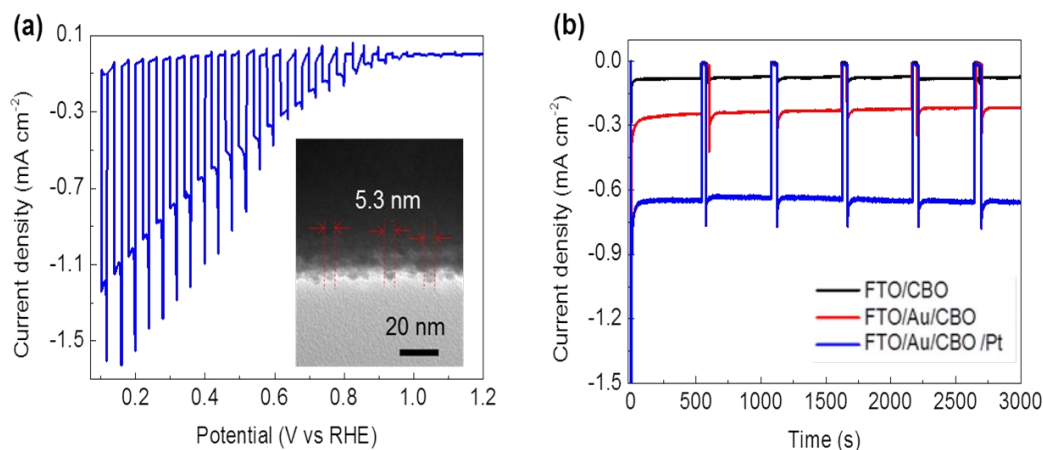 (a)
0.1
-0.3
-0.7
-1.1
-1.5
Current density (mA cm⁻²)
0.2
0.4
0.6
0.8
1.0
1.2
Potential (V vs RHE)
5.3 nm
20 nm
(b)
0.0
-0.3
-0.6
-0.9
-1.2
-1.5
Current density (mA cm⁻²)
0
500
1000
1500
2000
2500
3000
Time (s)
FTO/CBO
FTO/Au/CBO
FTO/Au/CBO /Pt